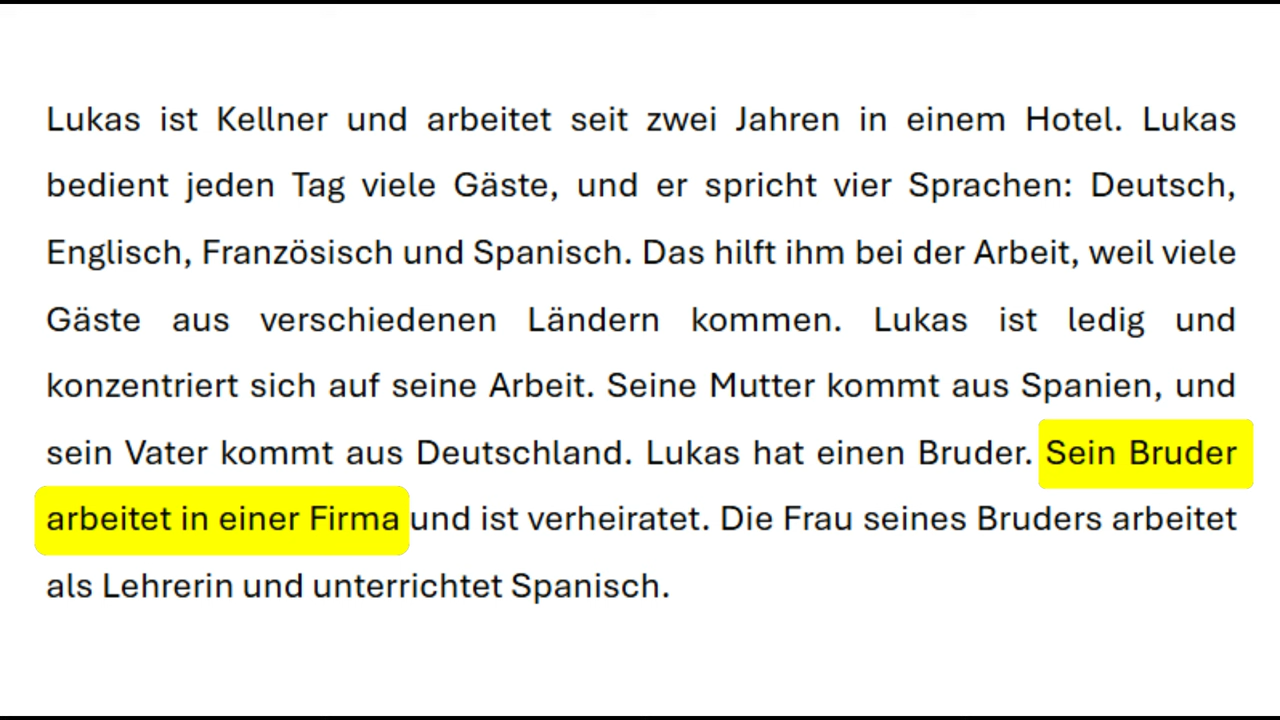 Lukas ist Kellner und arbeitet seit zwei Jahren in einem Hotel. Lukas
bedient jeden Tag viele Gäste, und er spricht vier Sprachen: Deutsch,
Englisch, Französisch und Spanisch. Das hilft ihm bei der Arbeit, weil viele
Gäste aus verschiedenen Ländern kommen. Lukas ist ledig und
konzentriert sich auf seine Arbeit. Seine Mutter kommt aus Spanien, und
sein Vater kommt aus Deutschland. Lukas hat einen Bruder. Sein Bruder
arbeitet in einer Firma und ist verheiratet. Die Frau seines Bruders arbeitet
als Lehrerin und unterrichtet Spanisch.